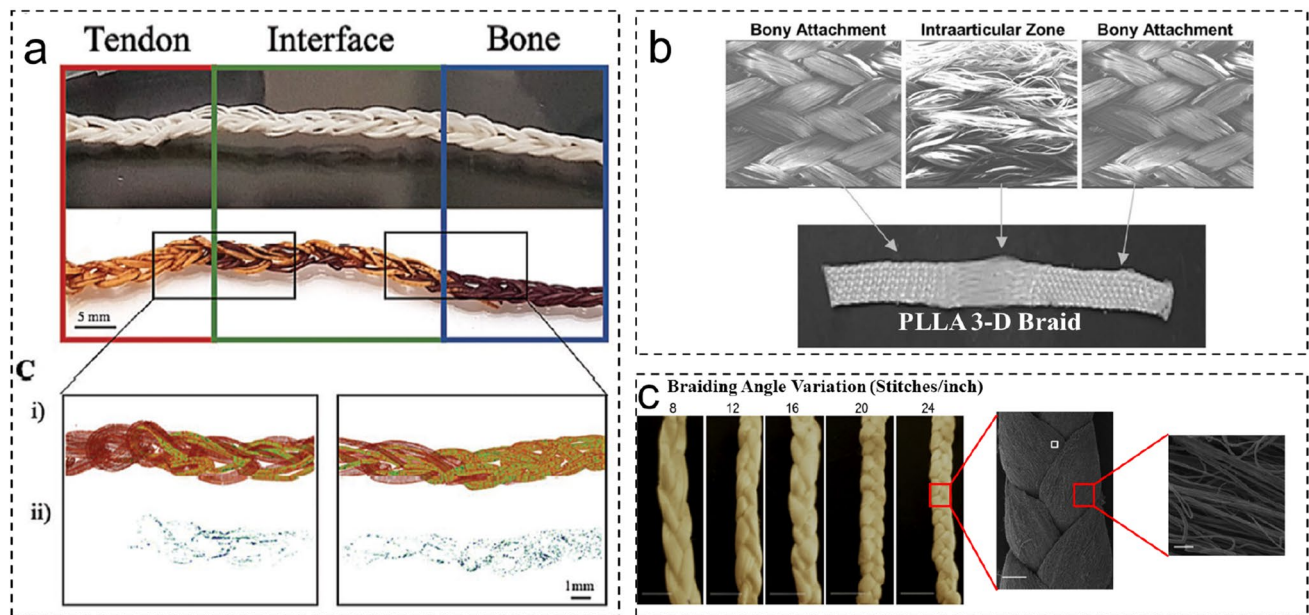 a
Tendon Interface Bone
5 mm
C
i)
ii)
1mm
b
Bony Attachment Intraarticular Zone Bony Attachment
PLLA 3-D Braid
C
Braiding Angle Variation (Stitches/inch)
8 12 16 20 24